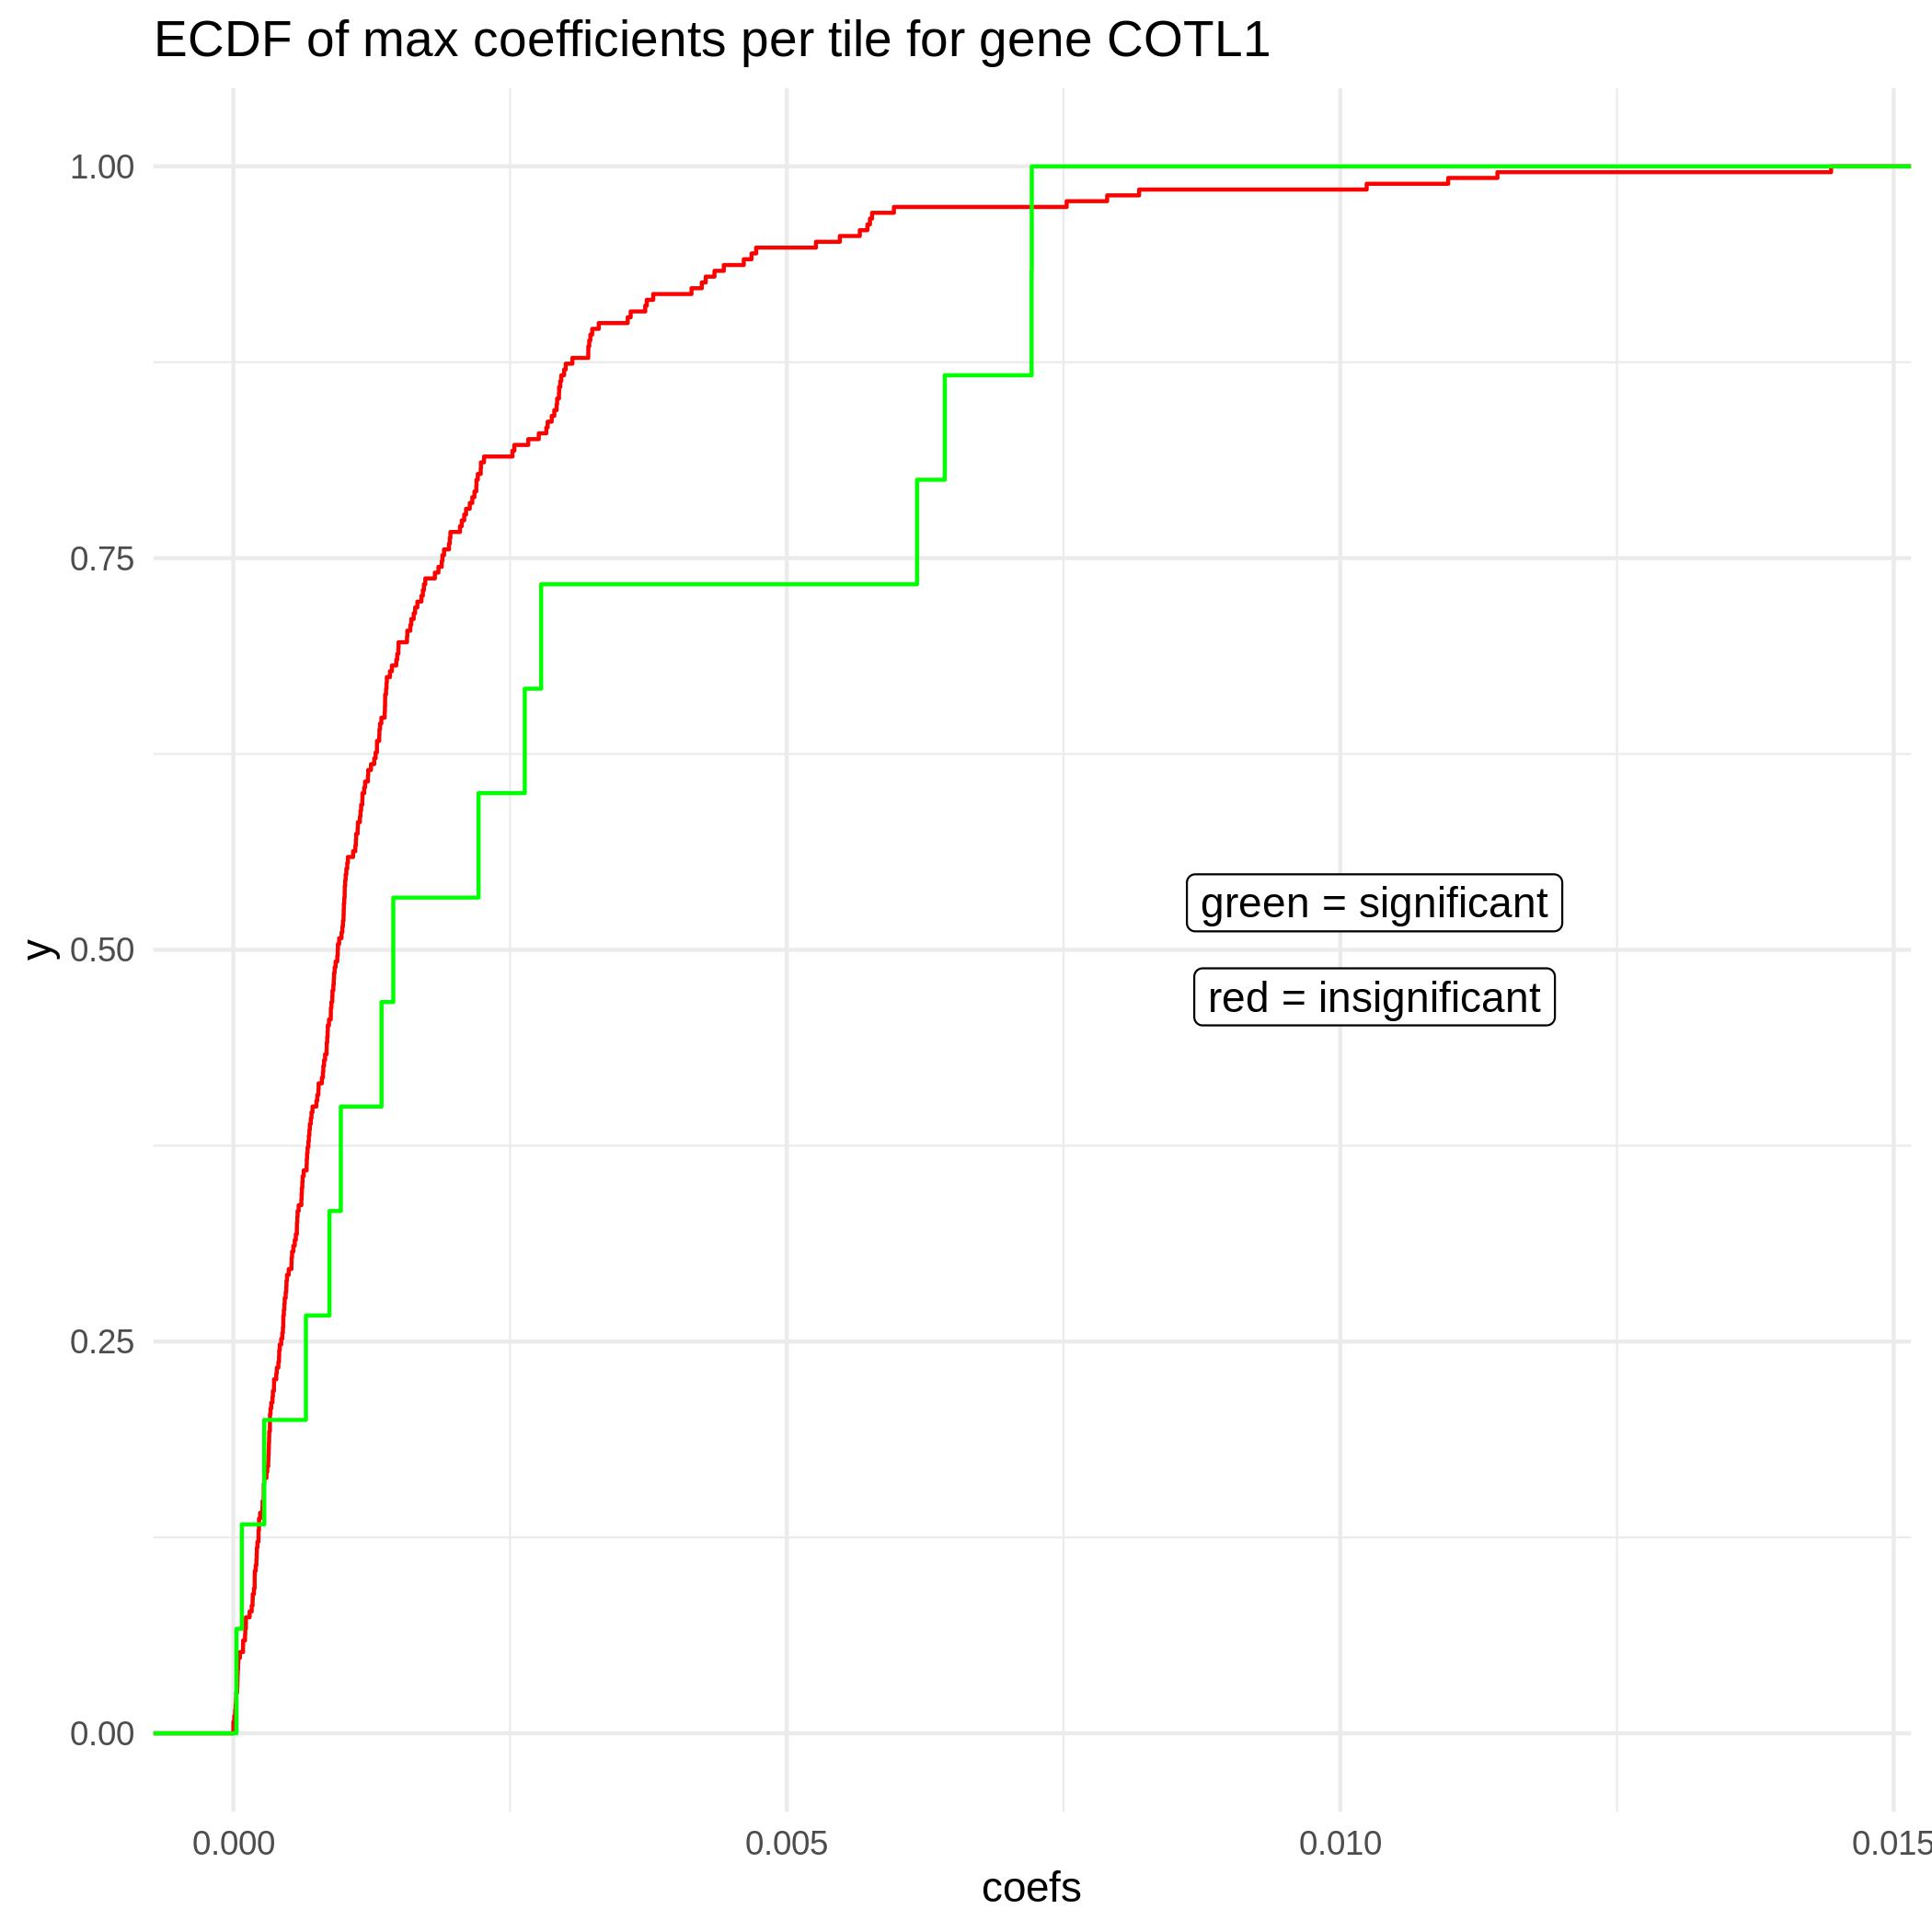 ECDF of max coefficients per tile for gene COTL1
1.00
0.75
0.50
0.25
0.00
y
green = significant
red = insignificant
0.000
0.005
0.010
0.015
coefs